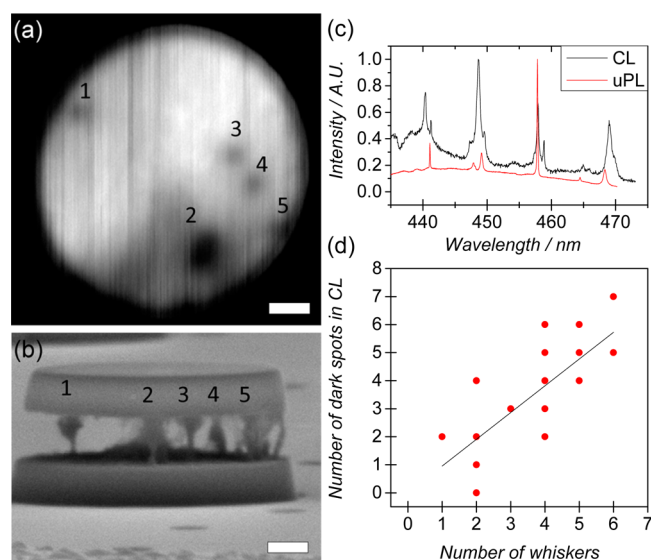 (a)
1
3
4
2
5
(b)
1 2 3 4 5
(c)
CL
uPL
Intensity / A.U.
1.0
0.8
0.6
0.4
0.2
0.0
440 450 460 470
Wavelength / nm
(d)
Number of dark spots in CL
8
7
6
5
4
3
2
1
0
0 1 2 3 4 5 6 7
Number of whiskers